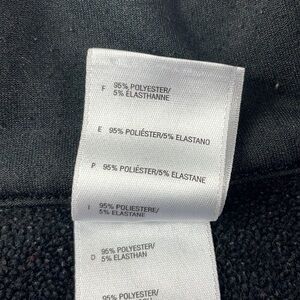 F 95% POLYESTER/
5% ELASTHANNE
E 95% POLIÉSTER/5% ELASTANO
P 95% POLIÉSTER/5% ELASTANE
I 95% POLIESTERE/
5% ELASTANE
D 95% POLYESTER/
5% ELASTHAN
95% POLYESTER/